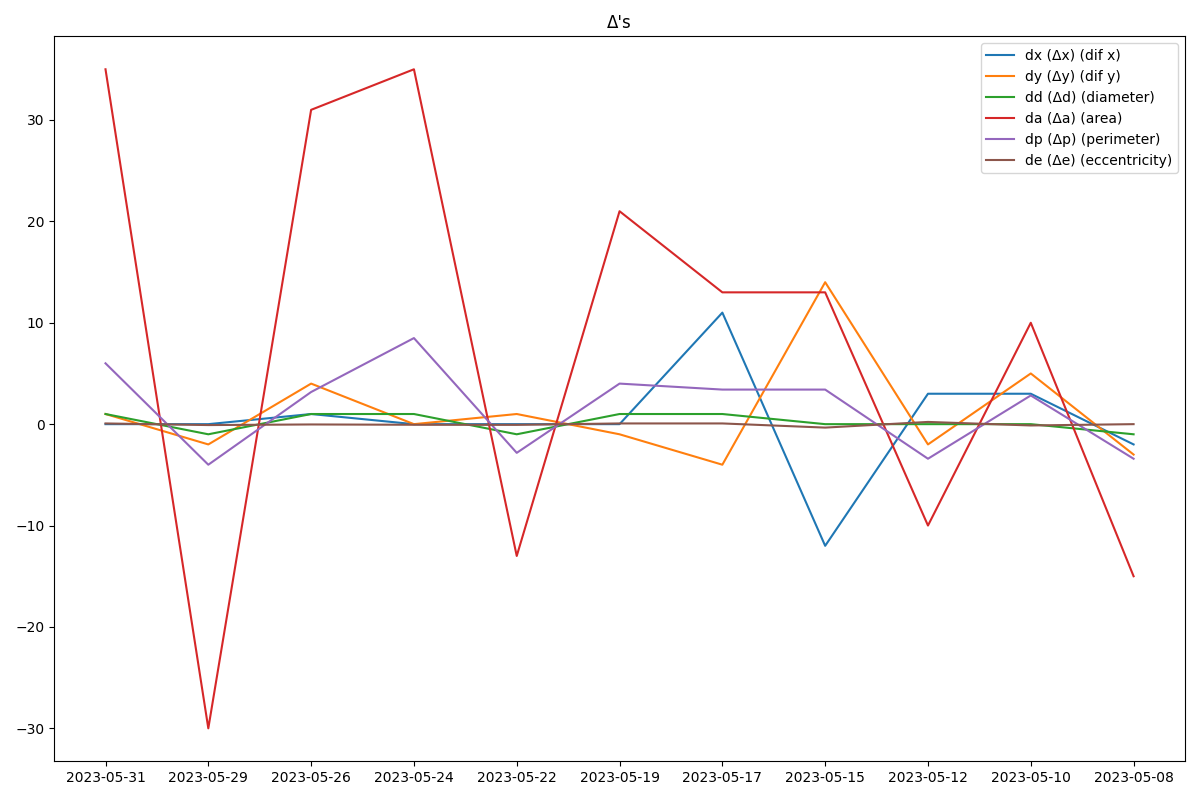 Δ's
dx (Δx) (dif x)
dy (Δy) (dif y)
dd (Δd) (diameter)
da (Δa) (area)
dp (Δp) (perimeter)
de (Δe) (eccentricity)
30
20
10
0
−10
−20
−30
2023-05-31 2023-05-29 2023-05-26 2023-05-24 2023-05-22 2023-05-19 2023-05-17 2023-05-15 2023-05-12 2023-05-10 2023-05-08